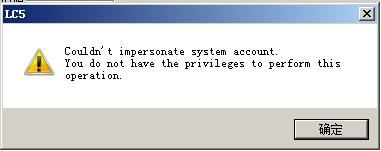 LC5
Couldn't impersonate system account.
You do not have the privileges to perform this
operation.
确定